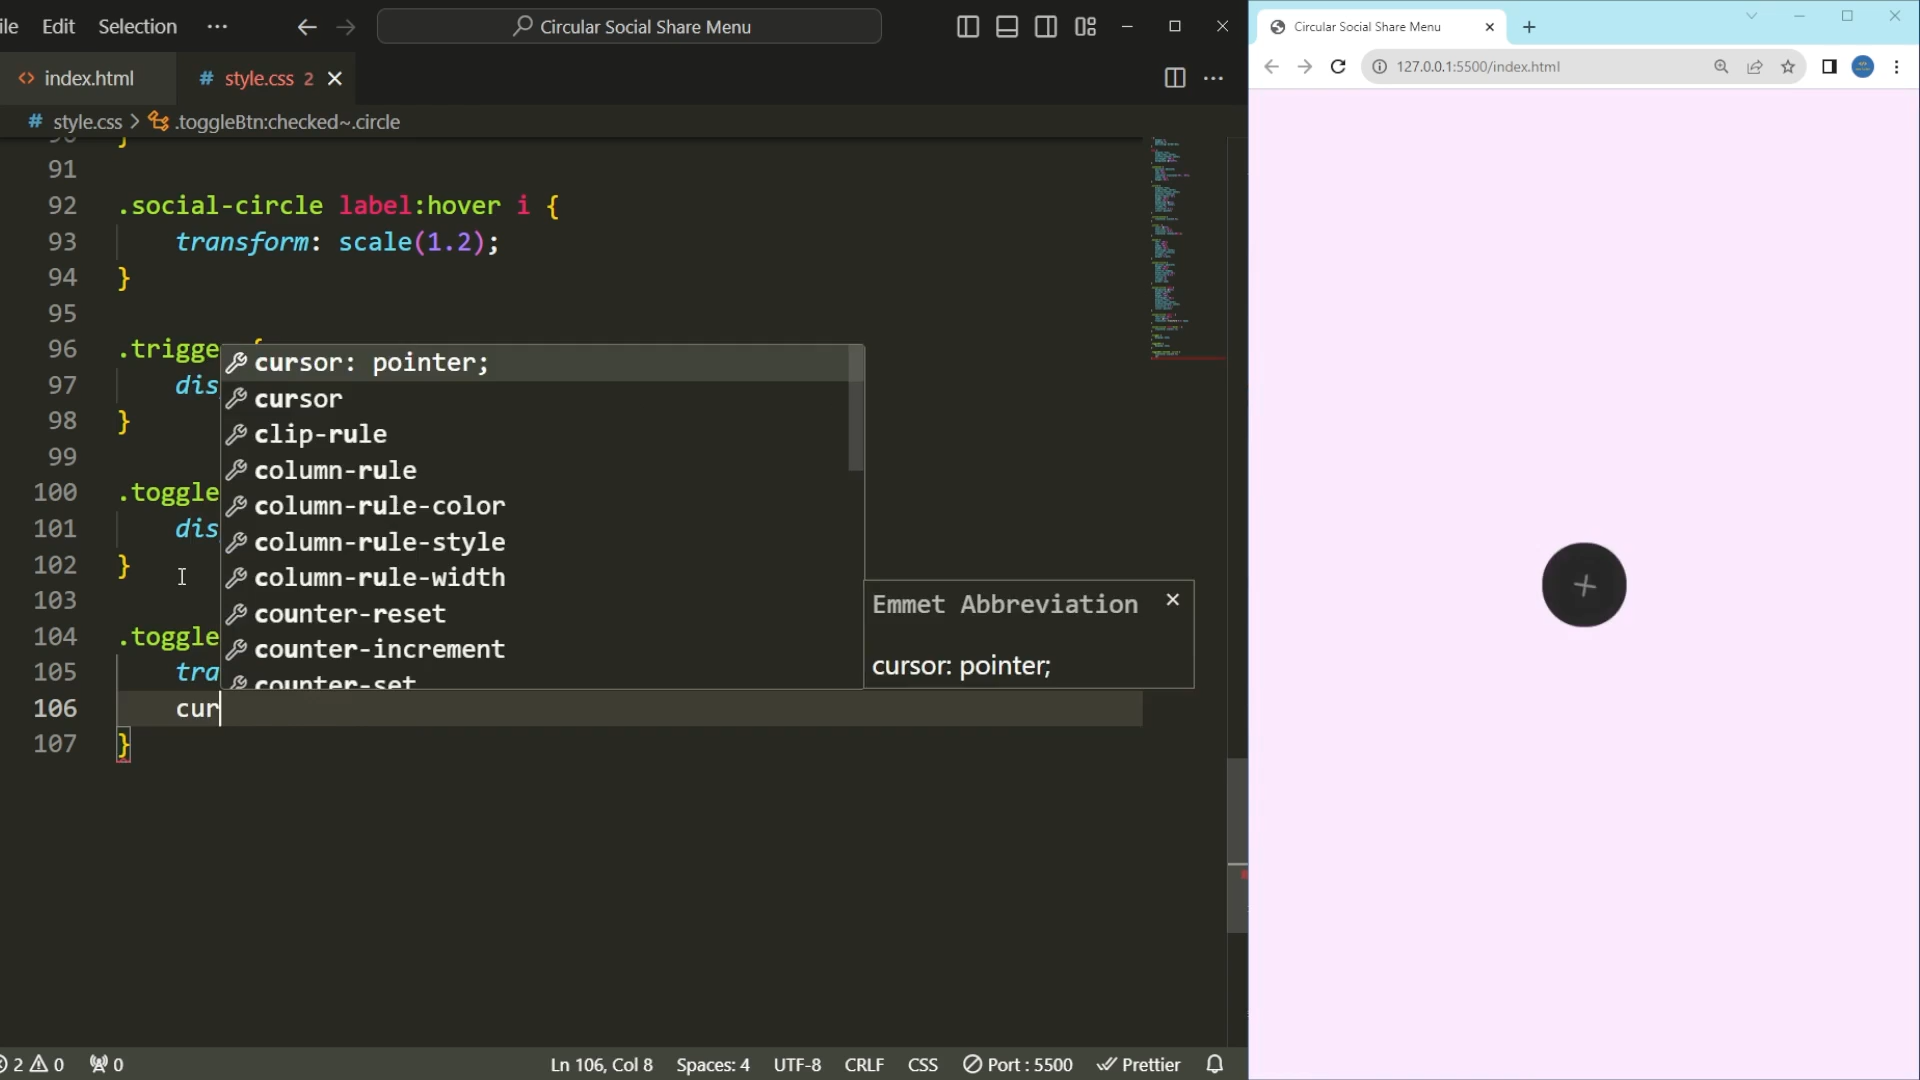 ile Edit Selection ··· Circular Social Share Menu
index.html style.css 2
style.css > .toggleBtn:checked~.circle
90 }
91
92 .social-circle label:hover i {
93 transform: scale(1.2);
94 }
95
96 .trigge {
97 dis
98 }
99
100 .toggle
101 dis
102 }
103
104 .toggle
105 tra
106 cur
107 }
cursor: pointer;
cursor
clip-rule
column-rule
column-rule-color
column-rule-style
column-rule-width
counter-reset
counter-increment
counter-set
Emmet Abbreviation
cursor: pointer;
2 0 0 Ln 106, Col 8 Spaces: 4 UTF-8 CRLF CSS Port : 5500 Prettier
Circular Social Share Menu
127.0.0.1:5500/index.html
+